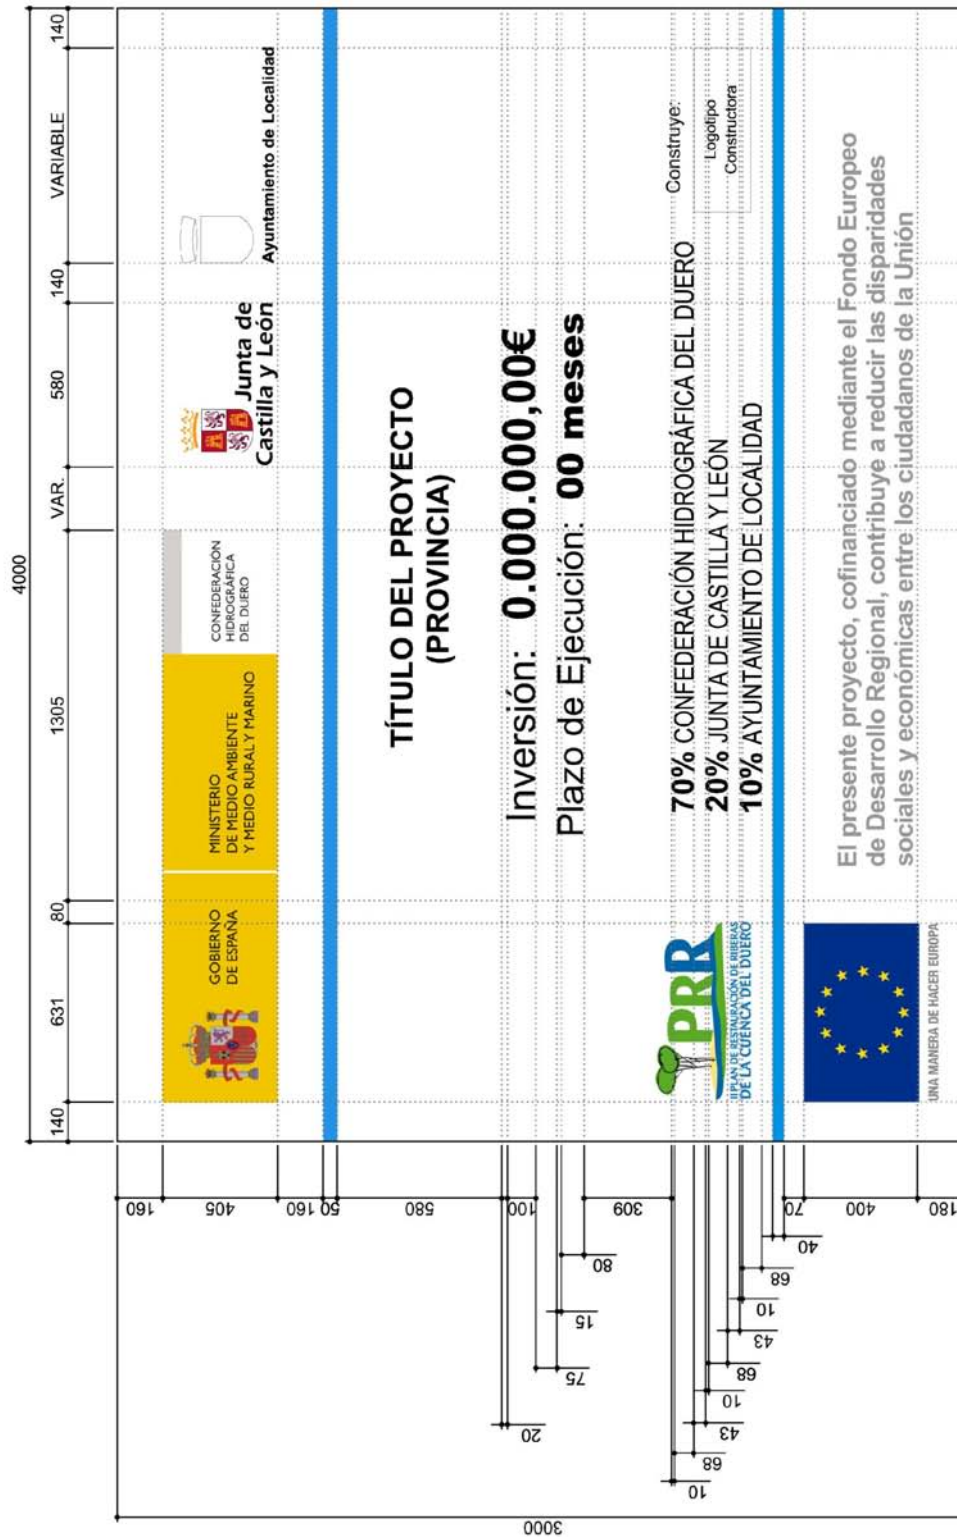 4000
140
631
80
1305
VAR.
580
140
VARIABLE
140
GOBIERNO
DE ESPAÑA
MINISTERIO
DE MEDIO AMBIENTE
Y MEDIO RURAL Y MARINO
CONFEDERACIÓN
HIDROGRÁFICA
DEL DUERO
Junta de
Castilla y León
Ayuntamiento de Localidad
TÍTULO DEL PROYECTO
(PROVINCIA)
Inversión: 0.000.000,00€
Plazo de Ejecución: 00 meses
PRR
II PLAN DE RESTAURACIÓN DE RIBERAS
DE LA CUENCA DEL DUERO
70% CONFEDERACIÓN HIDROGRÁFICA DEL DUERO
20% JUNTA DE CASTILLA Y LEÓN
10% AYUNTAMIENTO DE LOCALIDAD
Construye:
Logotipo
Constructora
UNA MANERA DE HACER EUROPA
El presente proyecto, cofinanciado mediante el Fondo Europeo
de Desarrollo Regional, contribuye a reducir las disparidades
sociales y económicas entre los ciudadanos de la Unión
3000
160
405
160
50
580
20
100
75
15
80
309
10
68
43
10
68
43
10
68
40
70
400
180